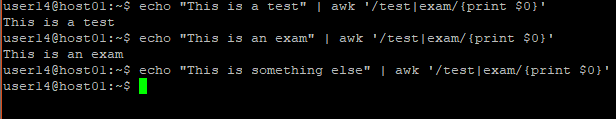 user14@host01:~$ echo "This is a test" | awk '/test|exam/{print $0}'
This is a test
user14@host01:~$ echo "This is an exam" | awk '/test|exam/{print $0}'
This is an exam
user14@host01:~$ echo "This is something else" | awk '/test|exam/{print $0}'
user14@host01:~$